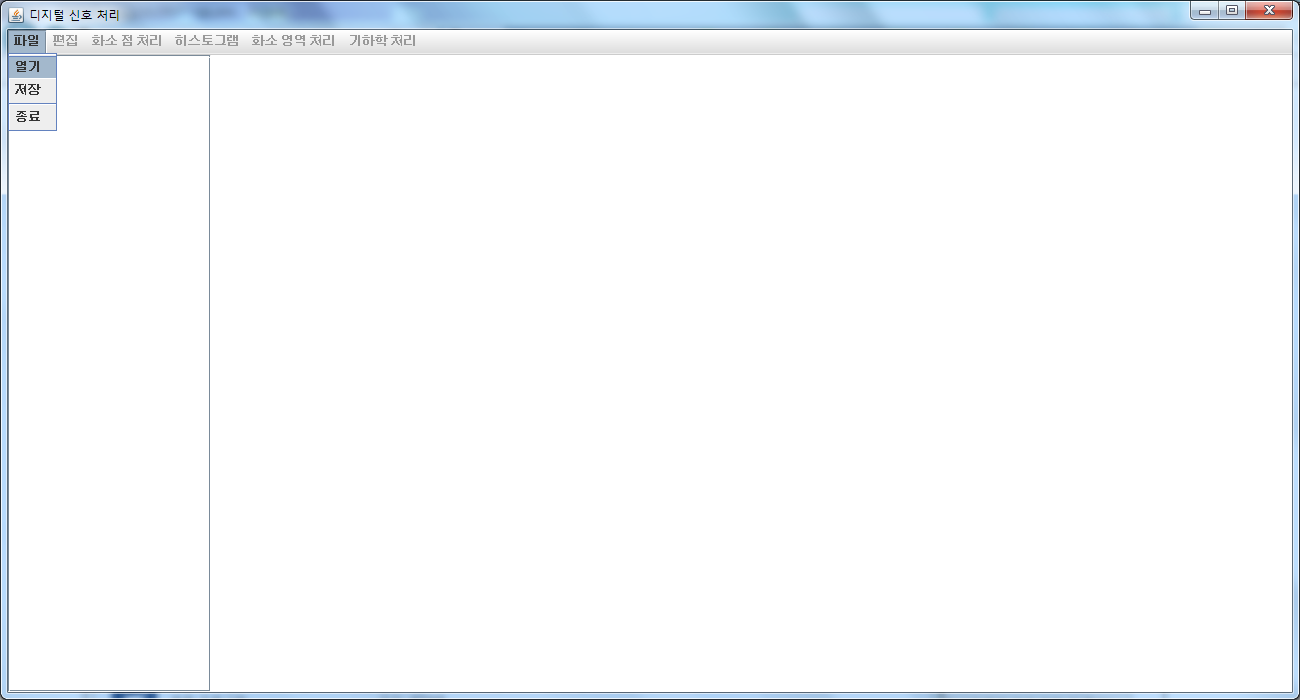 디지털 신호 처리
파일 편집 화소 점 처리 히스토그램 화소 영역 처리 기하학 처리
열기
저장
종료